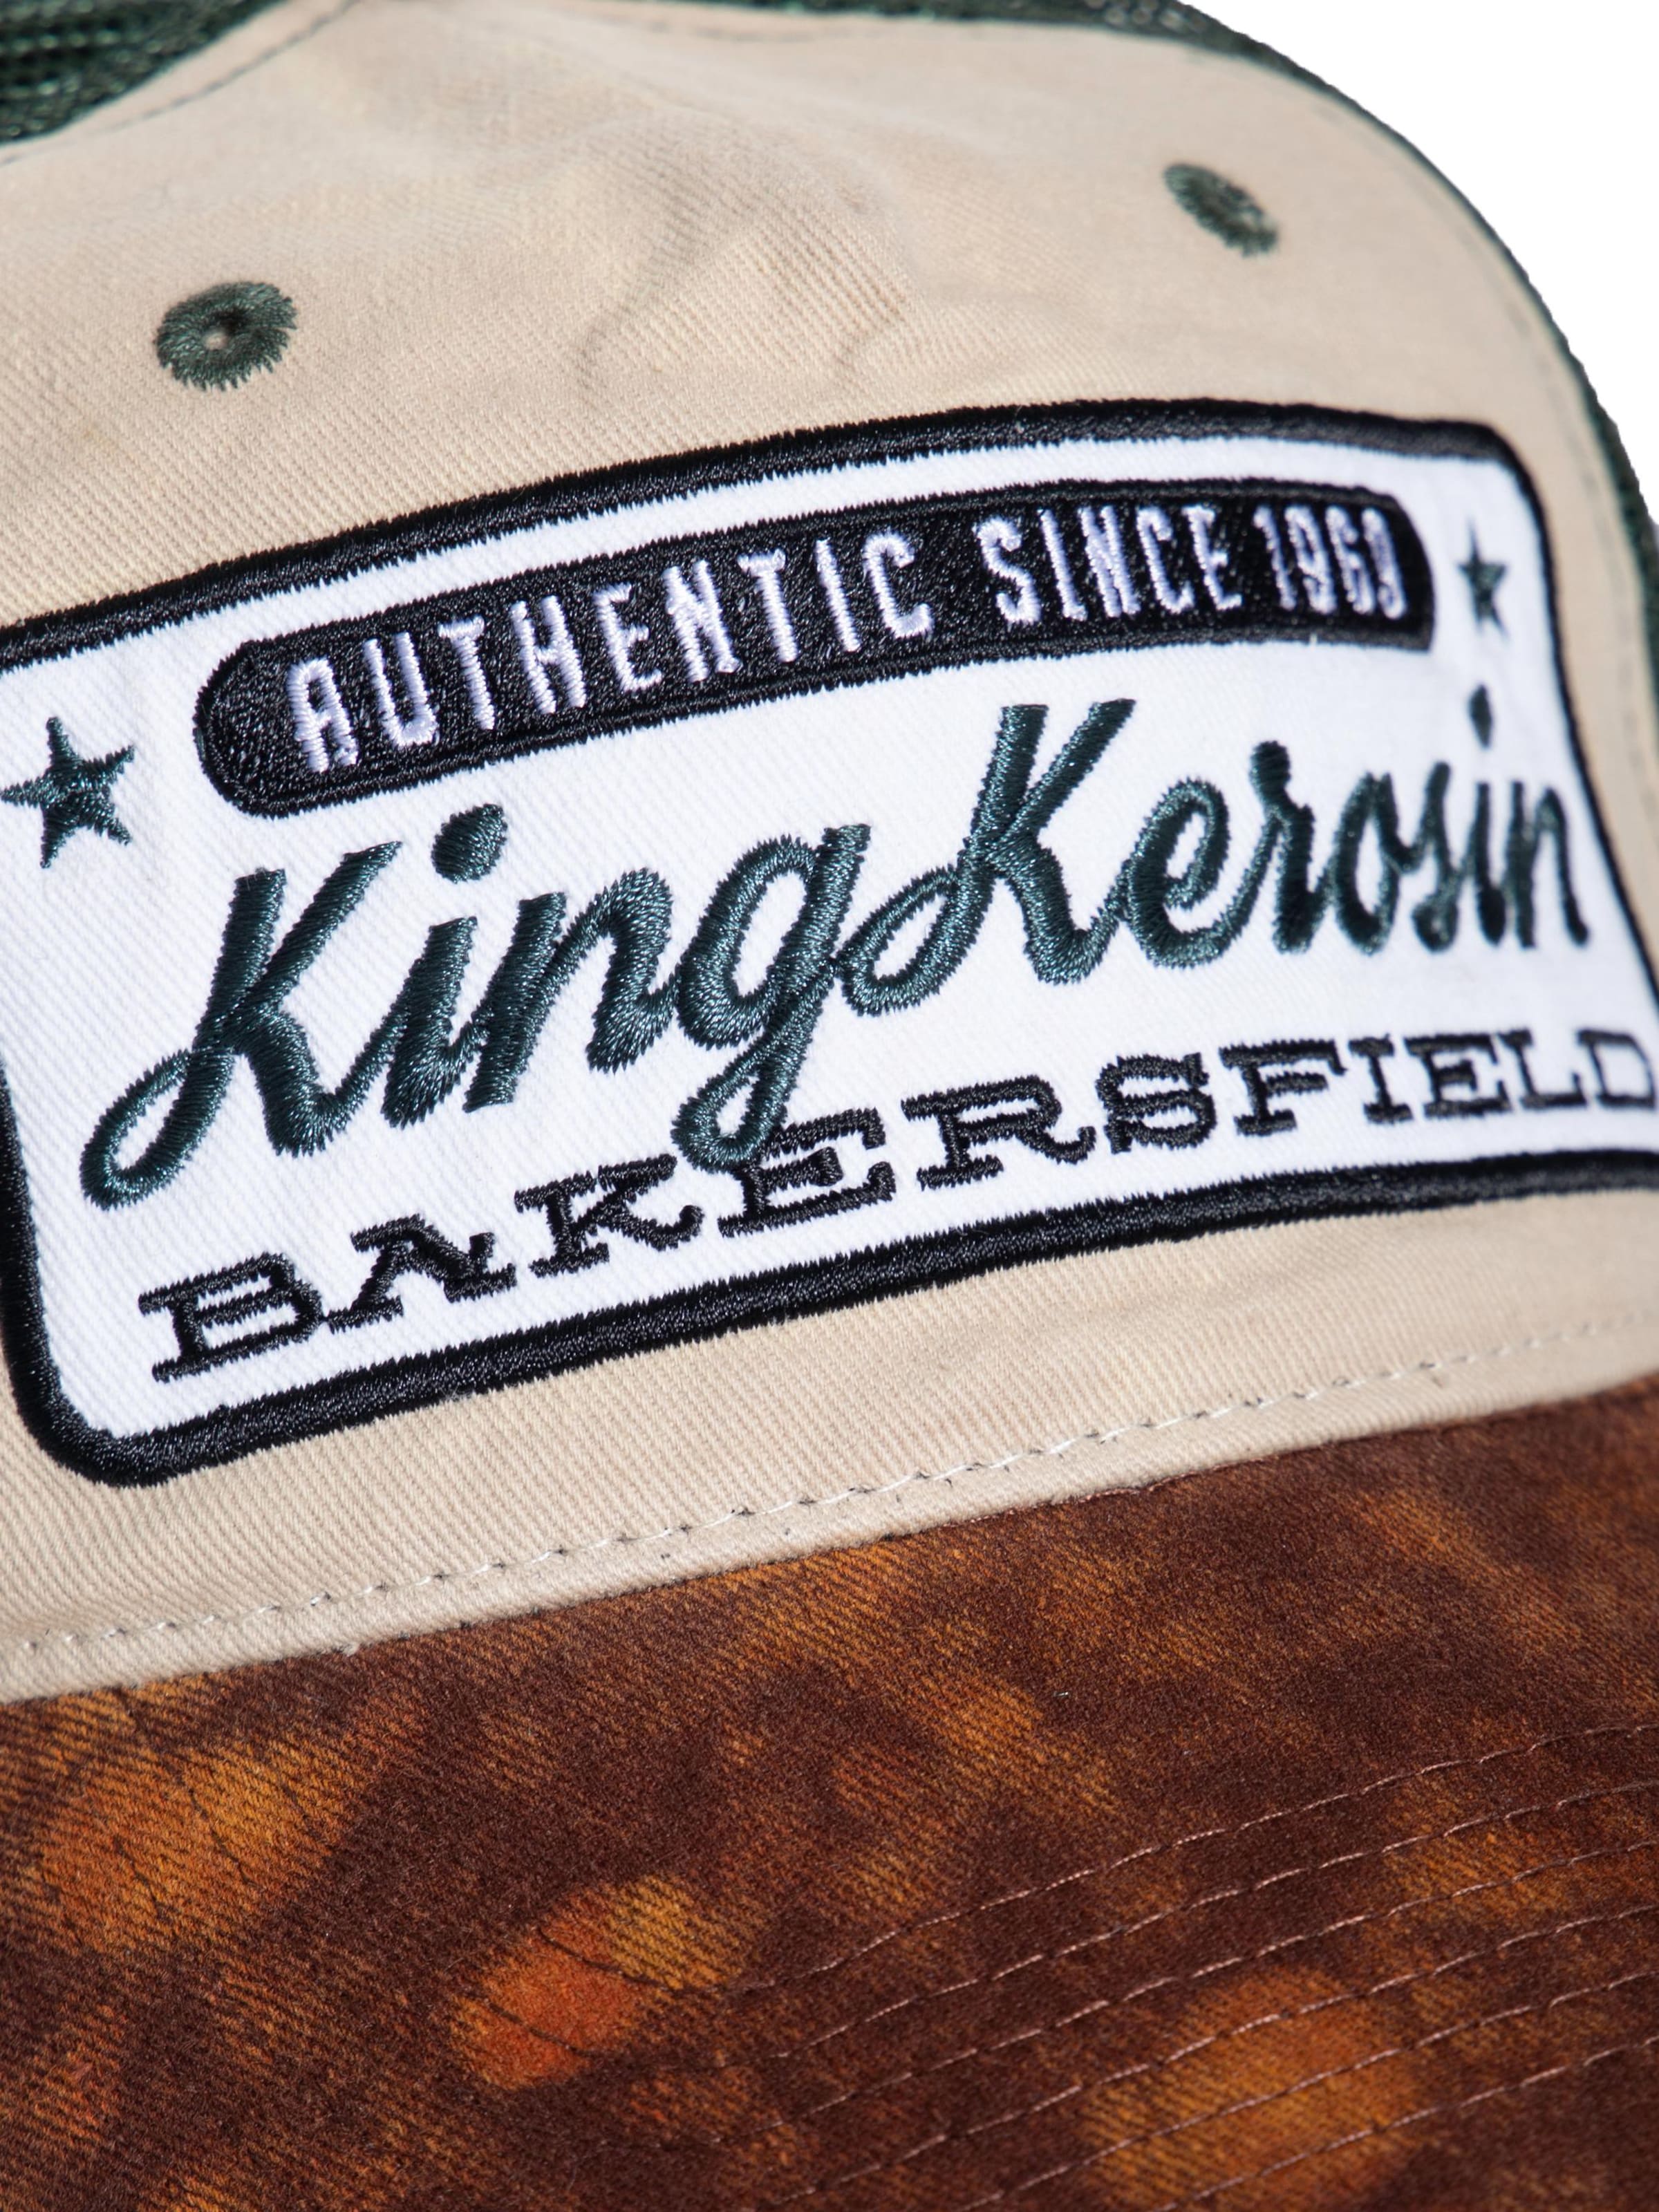 AUTHENTIC SINCE 1969
KingKerosin
BAKERSFIELD